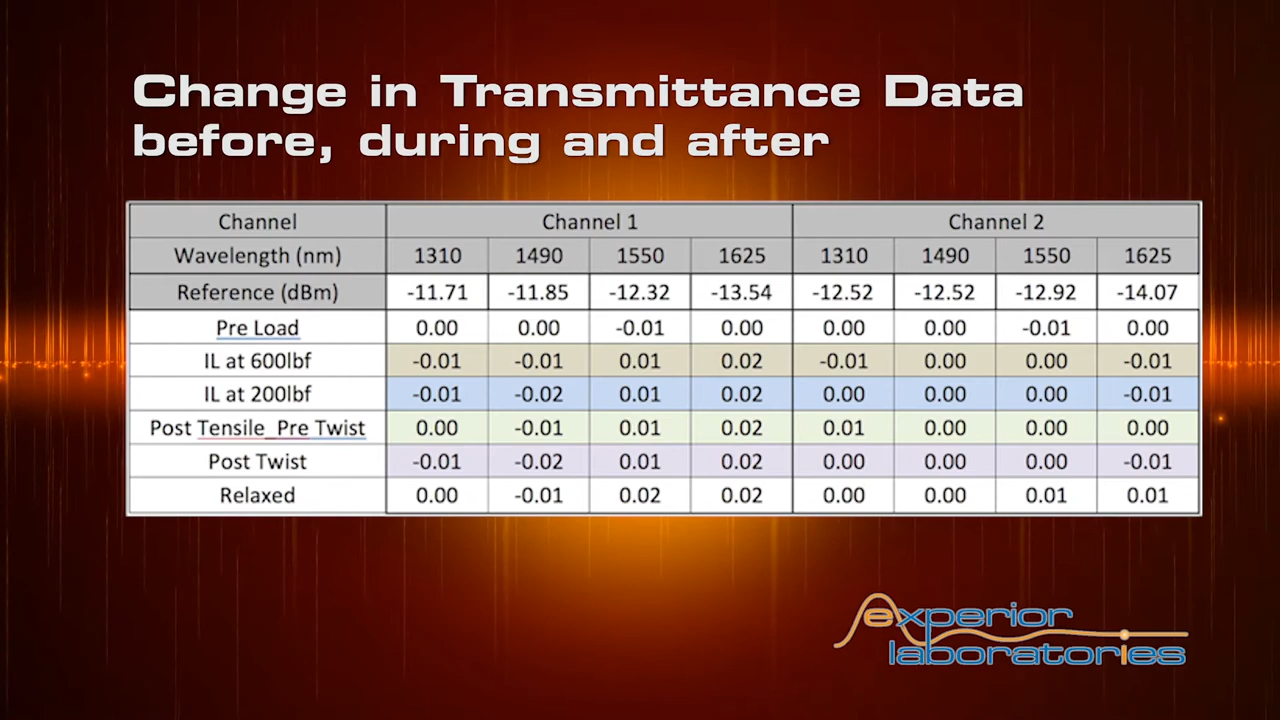 Change in Transmittance Data
before, during and after
Channel Channel 1 Channel 2
Wavelength (nm) 1310 1490 1550 1625 1310 1490 1550 1625
Reference (dBm) -11.71 -11.85 -12.32 -13.54 -12.52 -12.52 -12.92 -14.07
Pre Load 0.00 0.00 -0.01 0.00 0.00 0.00 -0.01 0.00
IL at 600lbf -0.01 -0.01 0.01 0.02 -0.01 0.00 0.00 -0.01
IL at 200lbf -0.01 -0.02 0.01 0.02 0.00 0.00 0.00 -0.01
Post Tensile_Pre Twist 0.00 -0.01 0.01 0.02 0.01 0.00 0.00 0.00
Post Twist -0.01 -0.02 0.01 0.02 0.00 0.00 0.00 -0.01
Relaxed 0.00 -0.01 0.02 0.02 0.00 0.00 0.01 0.01
experior
laboratories